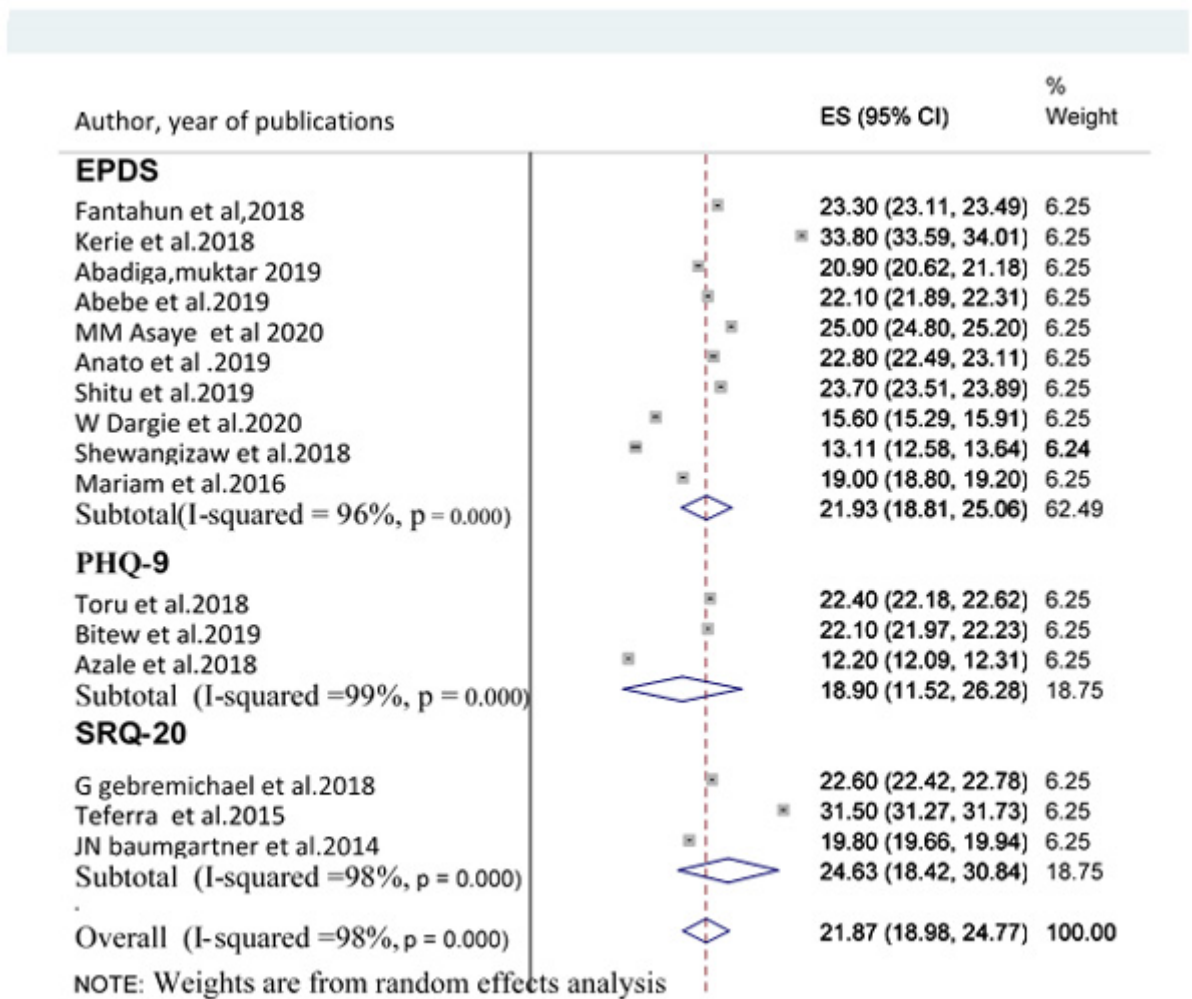 %
Author, year of publications ES (95% CI) Weight
EPDS
Fantahun et al,2018 23.30 (23.11, 23.49) 6.25
Kerie et al.2018 33.80 (33.59, 34.01) 6.25
Abadiga,muktar 2019 20.90 (20.62, 21.18) 6.25
Abebe et al.2019 22.10 (21.89, 22.31) 6.25
MM Asaye et al 2020 25.00 (24.80, 25.20) 6.25
Anato et al .2019 22.80 (22.49, 23.11) 6.25
Shitu et al.2019 23.70 (23.51, 23.89) 6.25
W Dargie et al.2020 15.60 (15.29, 15.91) 6.25
Shewangizaw et al.2018 13.11 (12.58, 13.64) 6.24
Mariam et al.2016 19.00 (18.80, 19.20) 6.25
Subtotal(I-squared = 96%, p = 0.000) 21.93 (18.81, 25.06) 62.49
PHQ-9
Toru et al.2018 22.40 (22.18, 22.62) 6.25
Bitew et al.2019 22.10 (21.97, 22.23) 6.25
Azale et al.2018 12.20 (12.09, 12.31) 6.25
Subtotal (I-squared =99%, p = 0.000) 18.90 (11.52, 26.28) 18.75
SRQ-20
G gebremichael et al.2018 22.60 (22.42, 22.78) 6.25
Teferra et al.2015 31.50 (31.27, 31.73) 6.25
JN baumgartner et al.2014 19.80 (19.66, 19.94) 6.25
Subtotal (I-squared =98%, p = 0.000) 24.63 (18.42, 30.84) 18.75
.
Overall (I-squared =98%, p = 0.000) 21.87 (18.98, 24.77) 100.00
NOTE: Weights are from random effects analysis